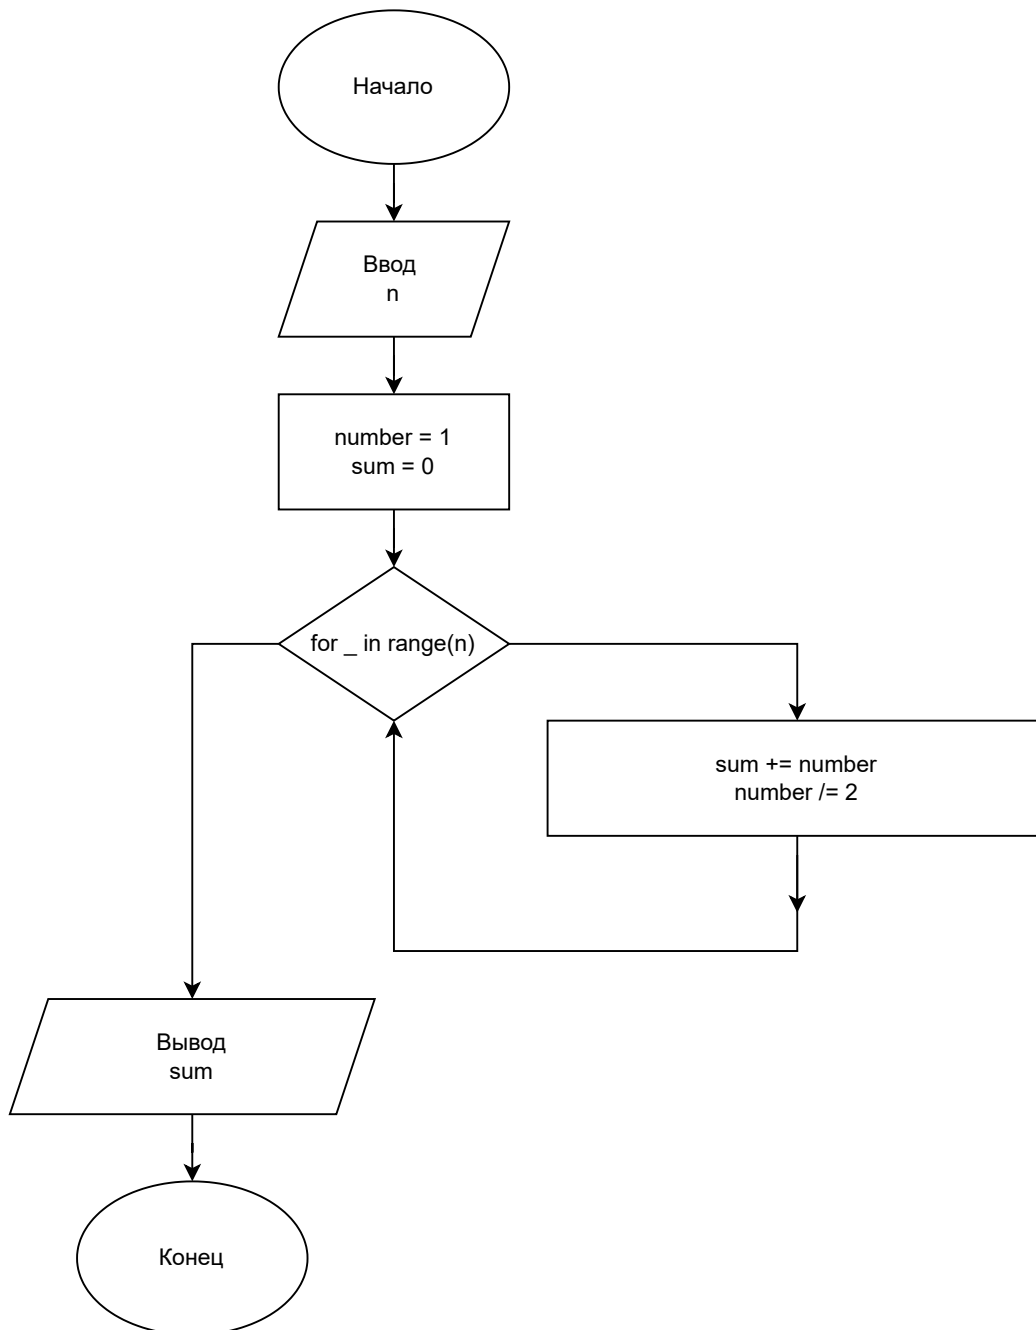 Начало
Ввод
n
number = 1
sum = 0
for _ in range(n)
sum += number
number /= 2
Вывод
sum
Конец